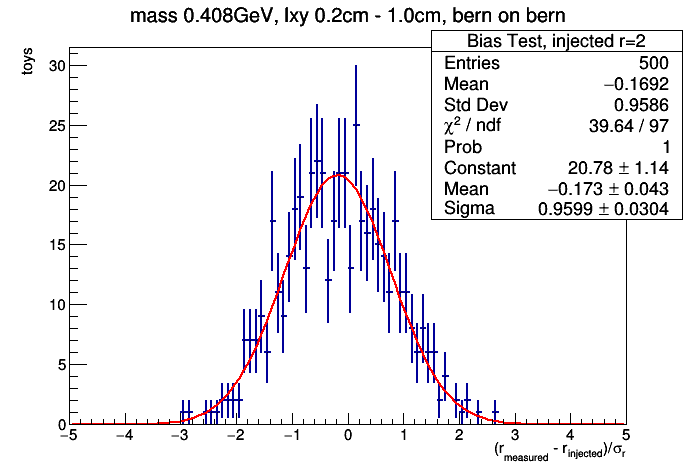 mass 0.408GeV, lxy 0.2cm - 1.0cm, bern on bern
Bias Test, injected r=2
Entries 500
Mean −0.1692
Std Dev 0.9586
χ² / ndf 39.64 / 97
Prob 1
Constant 20.78 ± 1.14
Mean −0.173 ± 0.043
Sigma 0.9599 ± 0.0304
toys
30
25
20
15
10
5
0
−5 −4 −3 −2 −1 0 1 2 3 4 5
(r_measured - r_injected)/σ_r